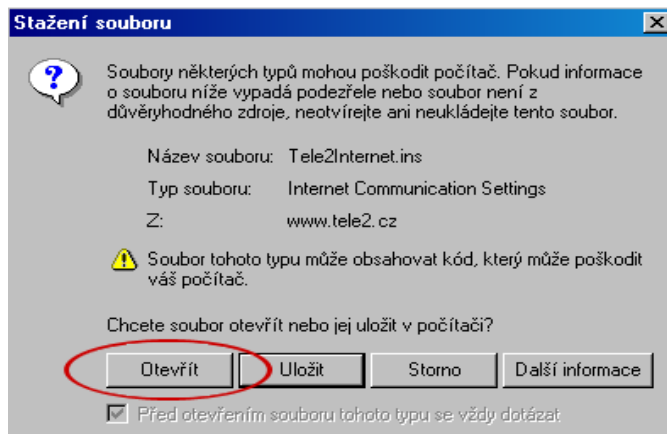 Stažení souboru
Soubory některých typů mohou poškodit počítač. Pokud informace
o souboru níže vypadá podezřele nebo soubor není z
důvěryhodného zdroje, neotvírejte ani neukládejte tento soubor.
Název souboru: Tele2Internet.ins
Typ souboru: Internet Communication Settings
Z: www.tele2.cz
Soubor tohoto typu může obsahovat kód, který může poškodit
váš počítač.
Chcete soubor otevřít nebo jej uložit v počítači?
Otevřít Uložit Storno Další informace
Před otevřením souboru tohoto typu se vždy dotázat